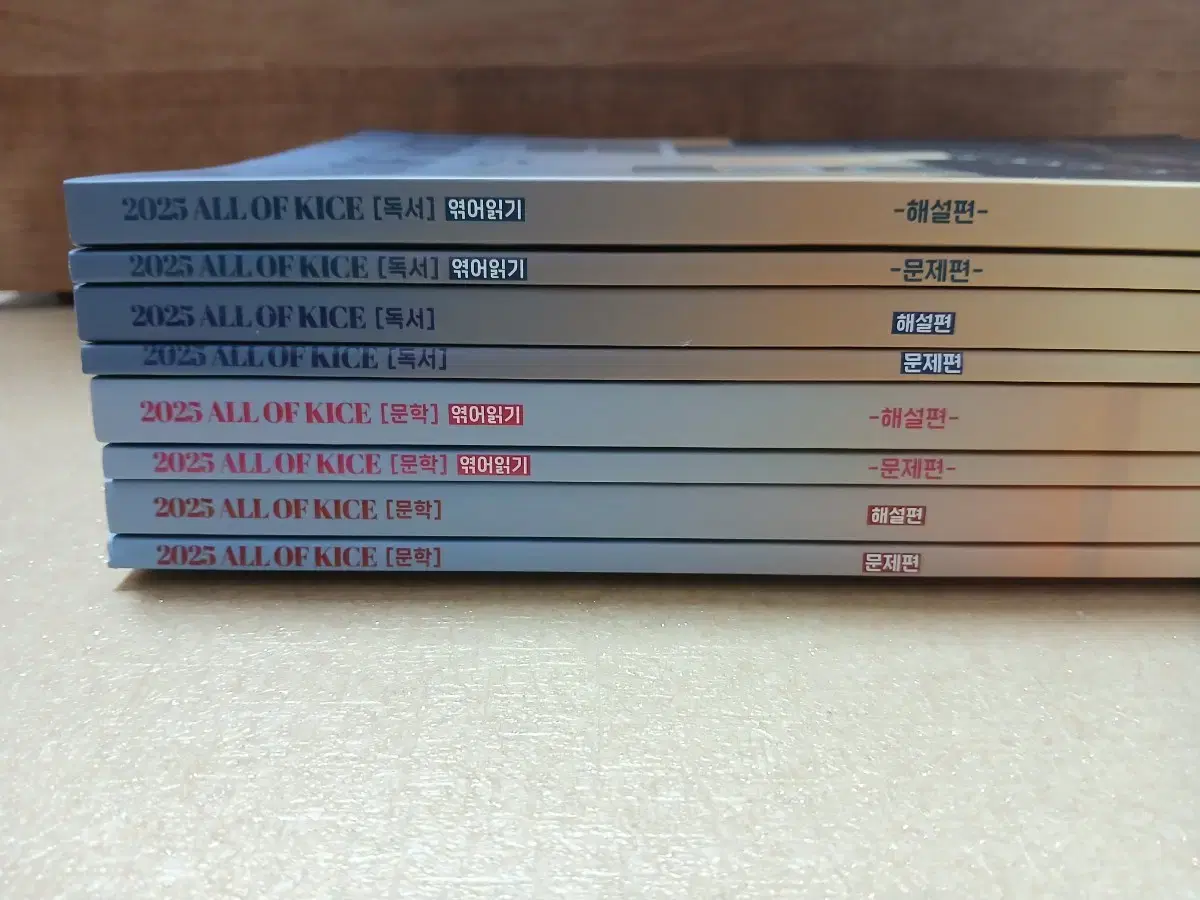 2025 ALL OF KICE [독서] 엮어읽기 -해설편-
2025 ALL OF KICE [독서] 엮어읽기 -문제편-
2025 ALL OF KICE [독서] 해설편
2025 ALL OF KICE [독서] 문제편
2025 ALL OF KICE [문학] 엮어읽기 -해설편-
2025 ALL OF KICE [문학] 엮어읽기 -문제편-
2025 ALL OF KICE [문학] 해설편
2025 ALL OF KICE [문학] 문제편